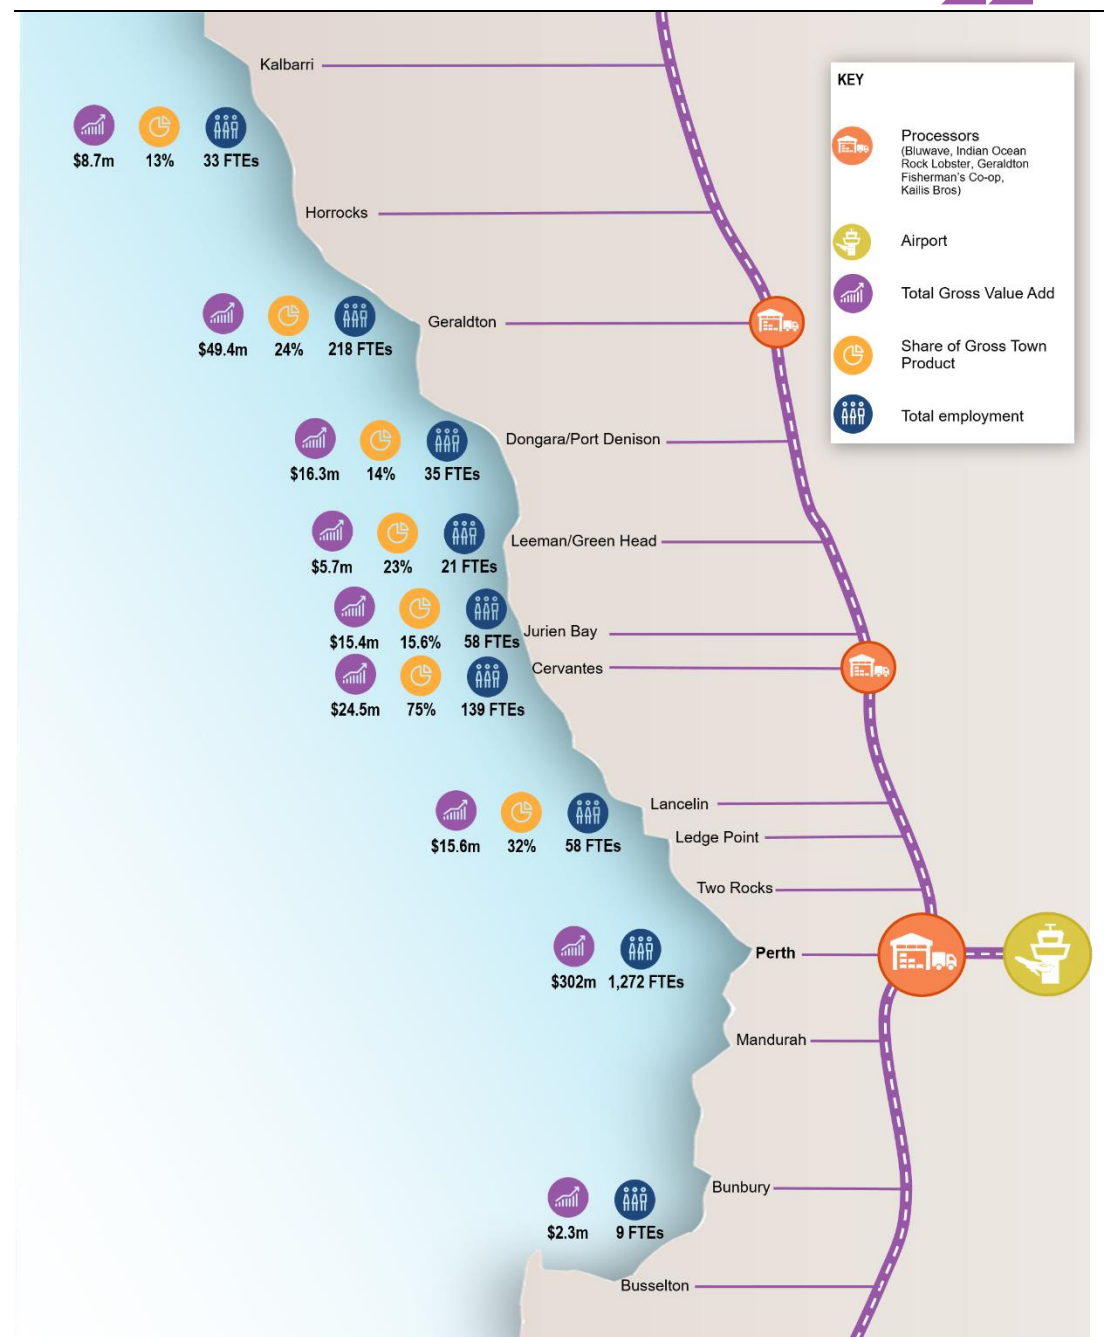 Kalbarri
KEY
Processors
(Bluwave, Indian Ocean
Rock Lobster, Geraldton
Fisherman's Co-op,
Kailis Bros)
Airport
Total Gross Value Add
Share of Gross Town
Product
Total employment
$8.7m 13% 33 FTEs
Horrocks
Geraldton
$49.4m 24% 218 FTEs
Dongara/Port Denison
$16.3m 14% 35 FTEs
Leeman/Green Head
$5.7m 23% 21 FTEs
Jurien Bay
$15.4m 15.6% 58 FTEs
Cervantes
$24.5m 75% 139 FTEs
Lancelin
Ledge Point
$15.6m 32% 58 FTEs
Two Rocks
Perth
$302m 1,272 FTEs
Mandurah
Bunbury
$2.3m 9 FTEs
Busselton